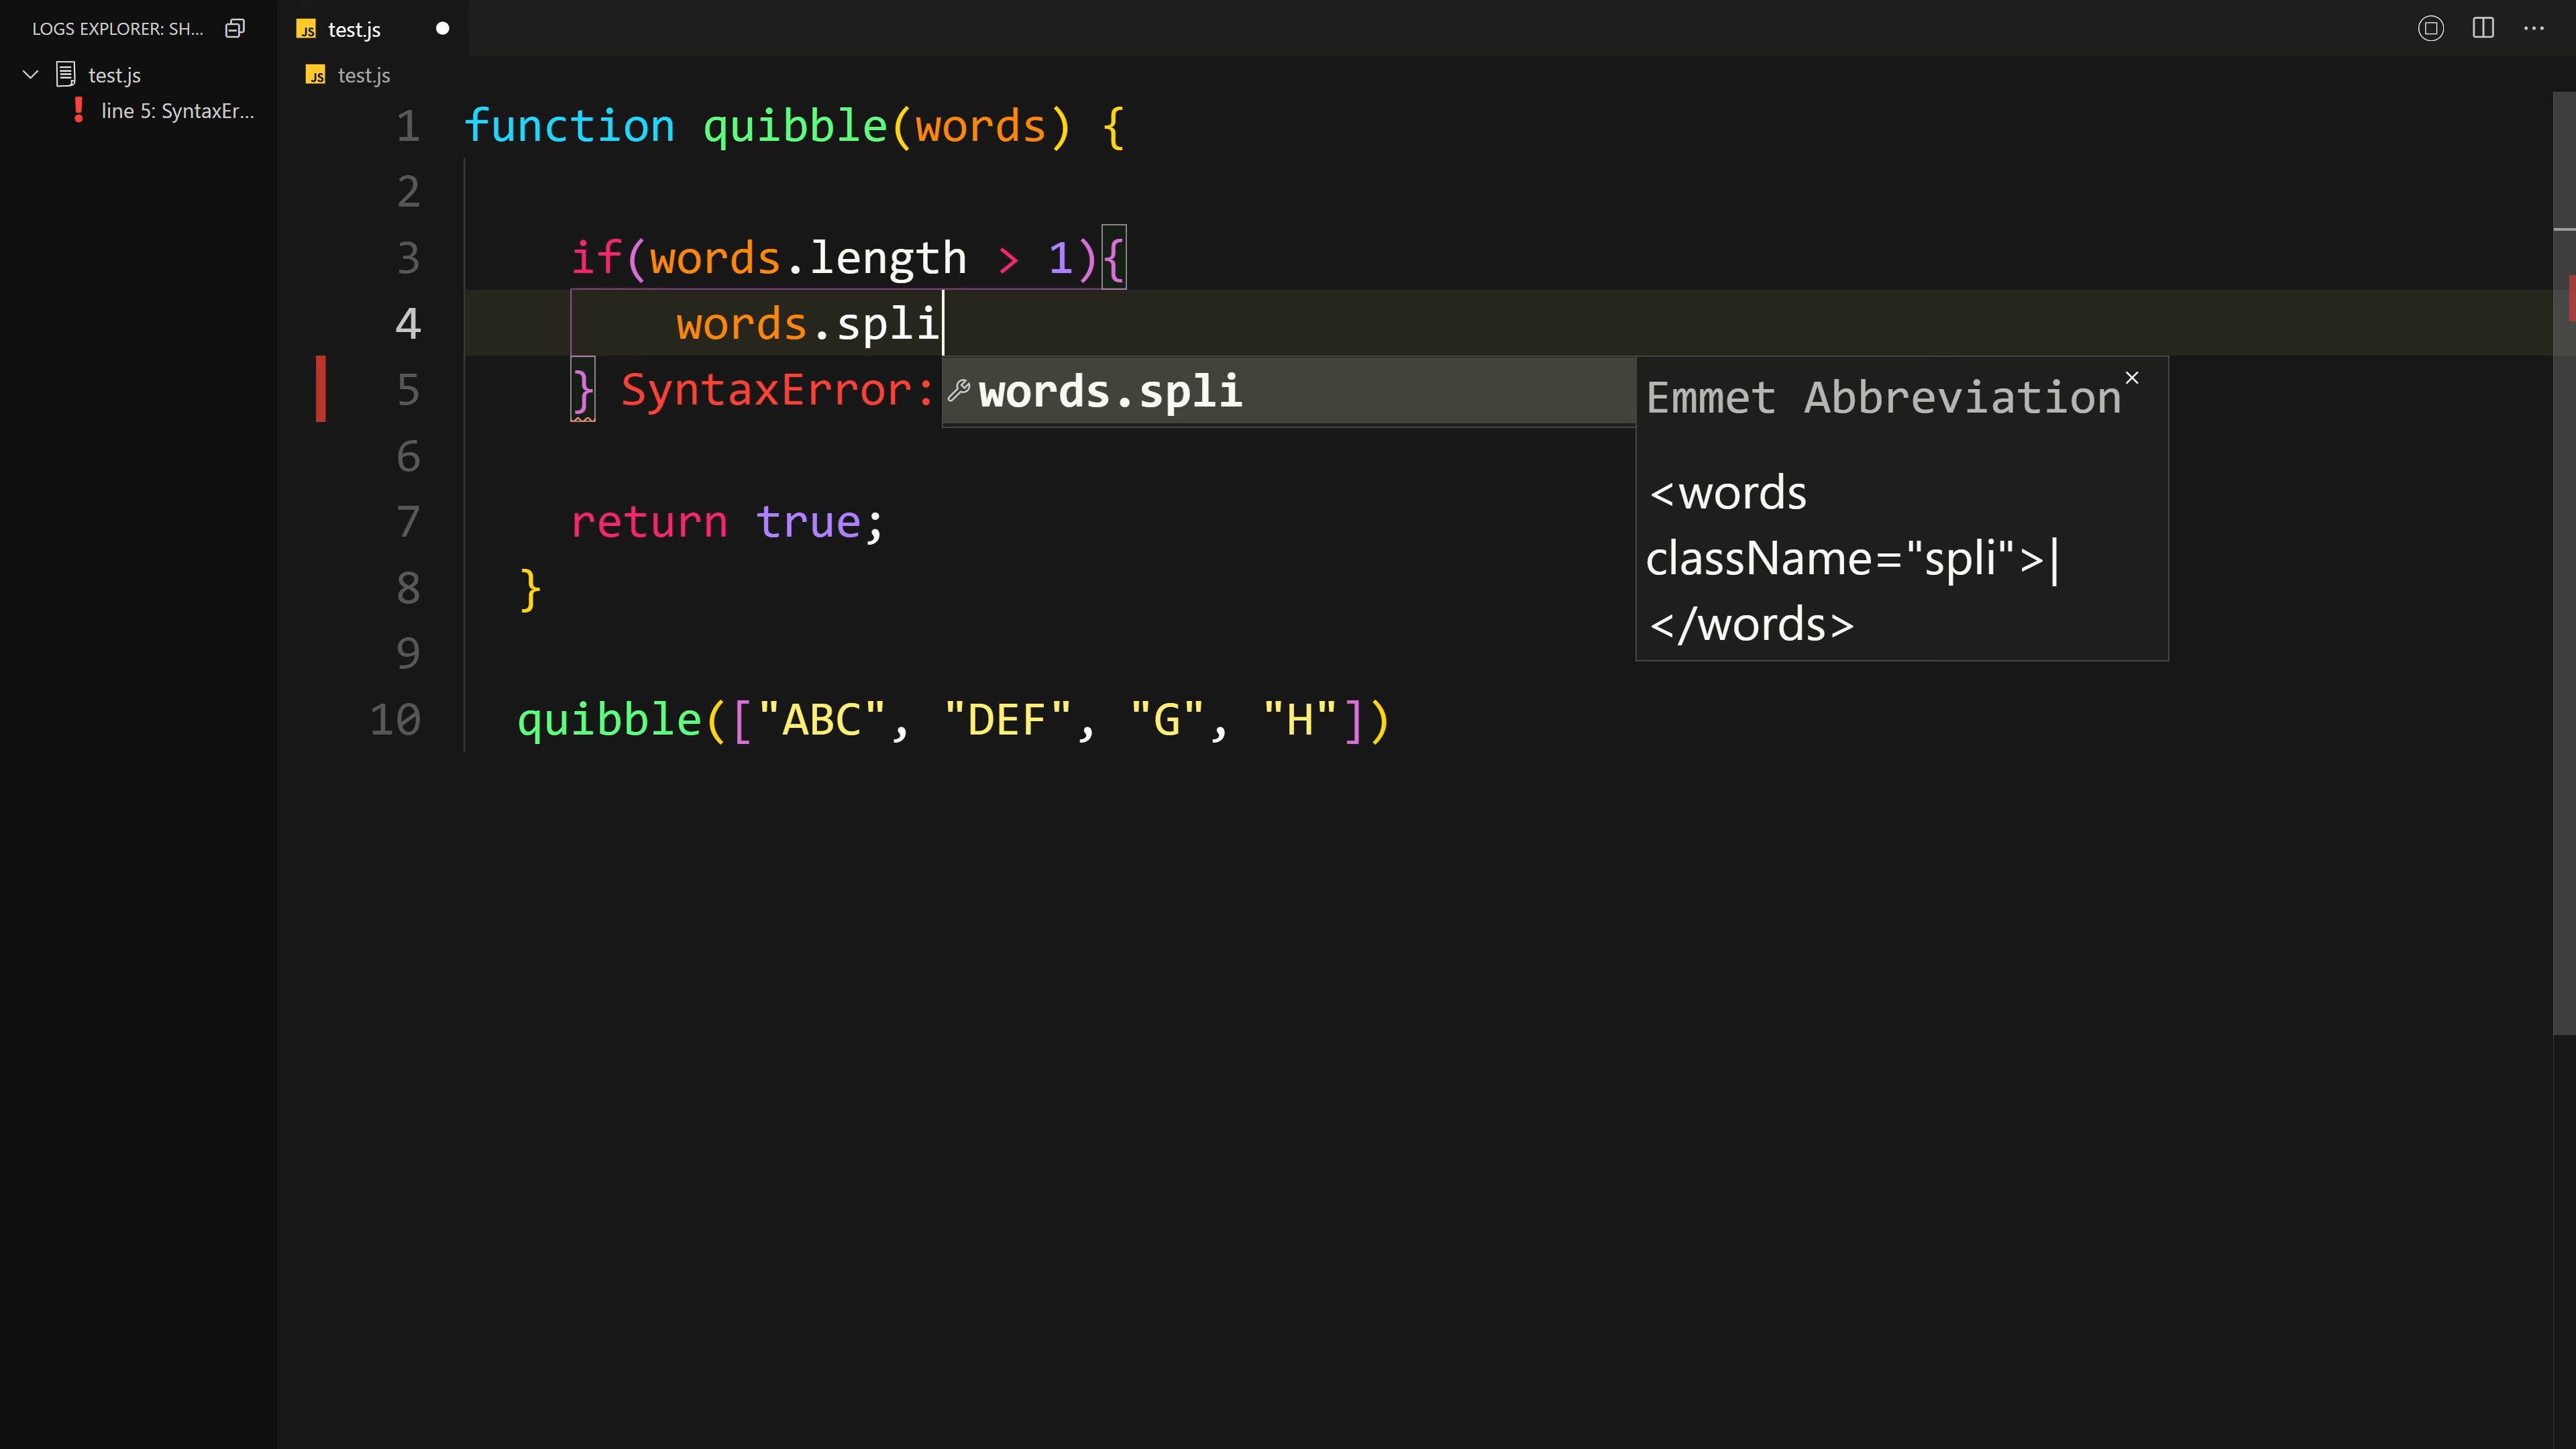 LOGS EXPLORER: SH...
test.js
line 5: SyntaxEr...
JS test.js
JS test.js
1 function quibble(words) {
2
3 if(words.length > 1){
4 words.spli
5 } SyntaxError:
6
7 return true;
8 }
9
10 quibble(["ABC", "DEF", "G", "H"])
words.spli
Emmet Abbreviation
<words
className="spli">|
</words>